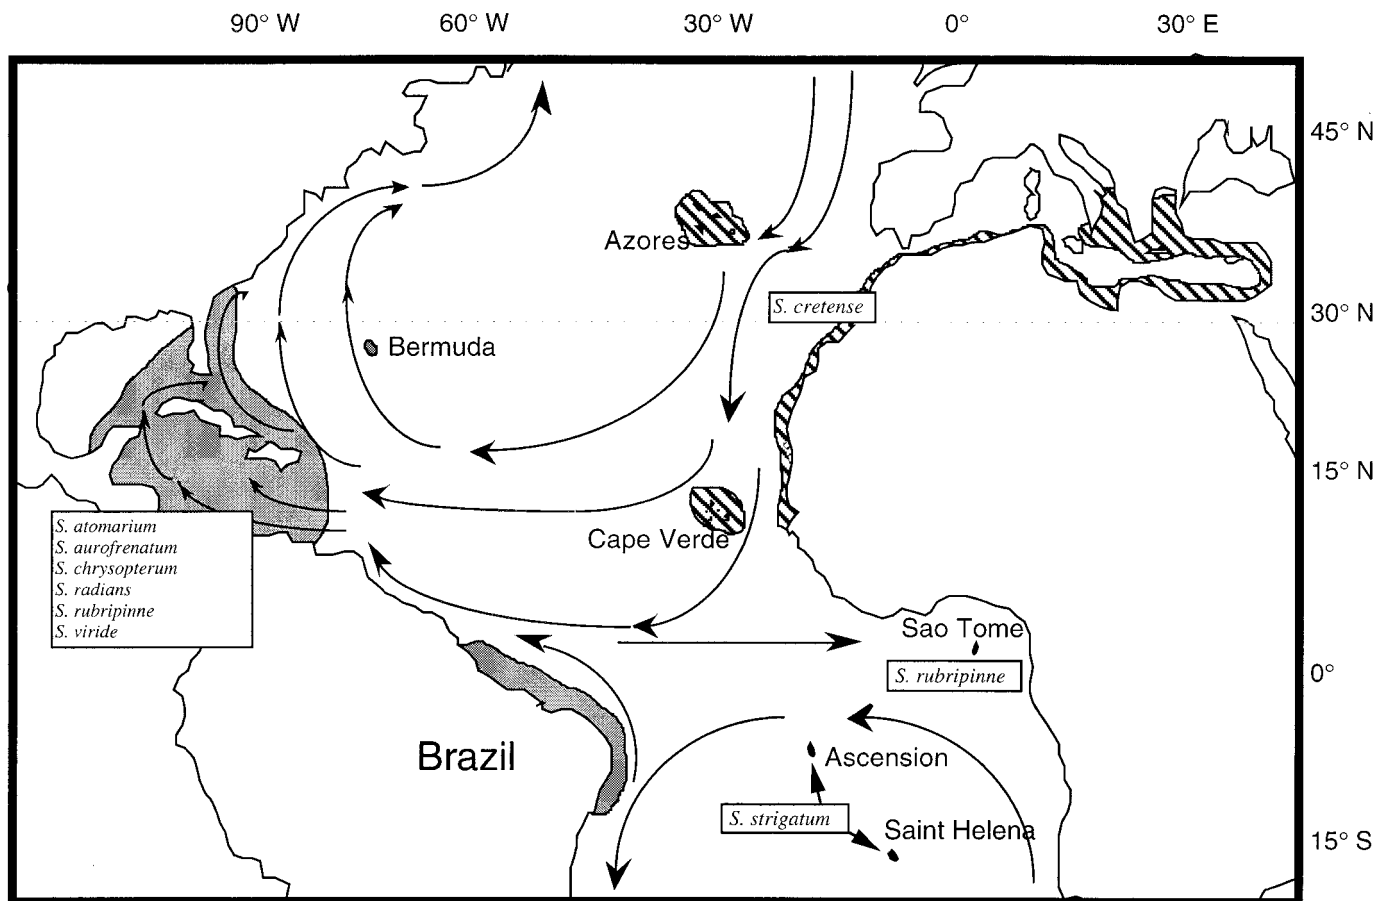 90° W 60° W 30° W 0° 30° E
45° N
Azores
S. cretense
30° N
Bermuda
15° N
S. atomarium
S. aurofrenatum
S. chrysopterum
S. radians
S. rubripinne
S. viride
Cape Verde
Sao Tome
S. rubripinne
0°
Brazil
Ascension
S. strigatum
Saint Helena
15° S